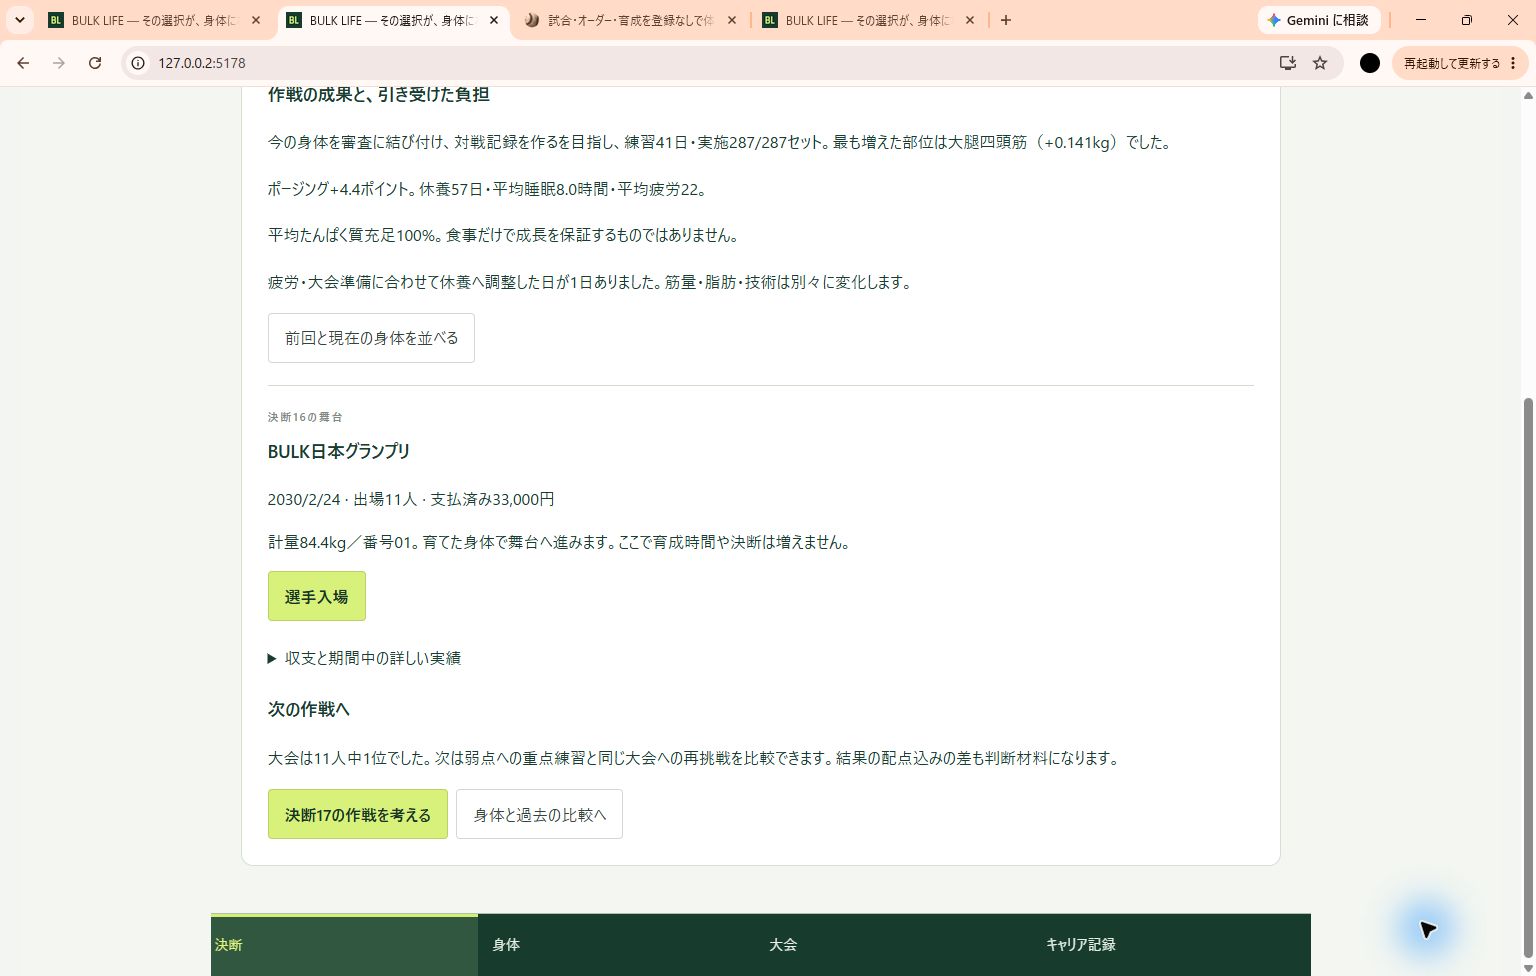 BL BULK LIFE — その選択が、身体に
BL BULK LIFE — その選択が、身体に
試合・オーダー・育成を登録なしで体
BL BULK LIFE — その選択が、身体に
Gemini に相談
127.0.0.2:5178
再起動して更新する
作戦の成果と、引き受けた負担
今の身体を審査に結び付け、対戦記録を作るを目指し、練習41日・実施287/287セット。最も増えた部位は大腿四頭筋（+0.141kg）でした。
ポージング+4.4ポイント。休養57日・平均睡眠8.0時間・平均疲労22。
平均たんぱく質充足100%。食事だけで成長を保証するものではありません。
疲労・大会準備に合わせて休養へ調整した日が1日ありました。筋量・脂肪・技術は別々に変化します。
前回と現在の身体を並べる
決断16の舞台
BULK日本グランプリ
2030/2/24 · 出場11人 · 支払済み33,000円
計量84.4kg／番号01。育てた身体で舞台へ進みます。ここで育成時間や決断は増えません。
選手入場
▶ 収支と期間中の詳しい実績
次の作戦へ
大会は11人中1位でした。次は弱点への重点練習と同じ大会への再挑戦を比較できます。結果の配点込みの差も判断材料になります。
決断17の作戦を考える
身体と過去の比較へ
決断
身体
大会
キャリア記録